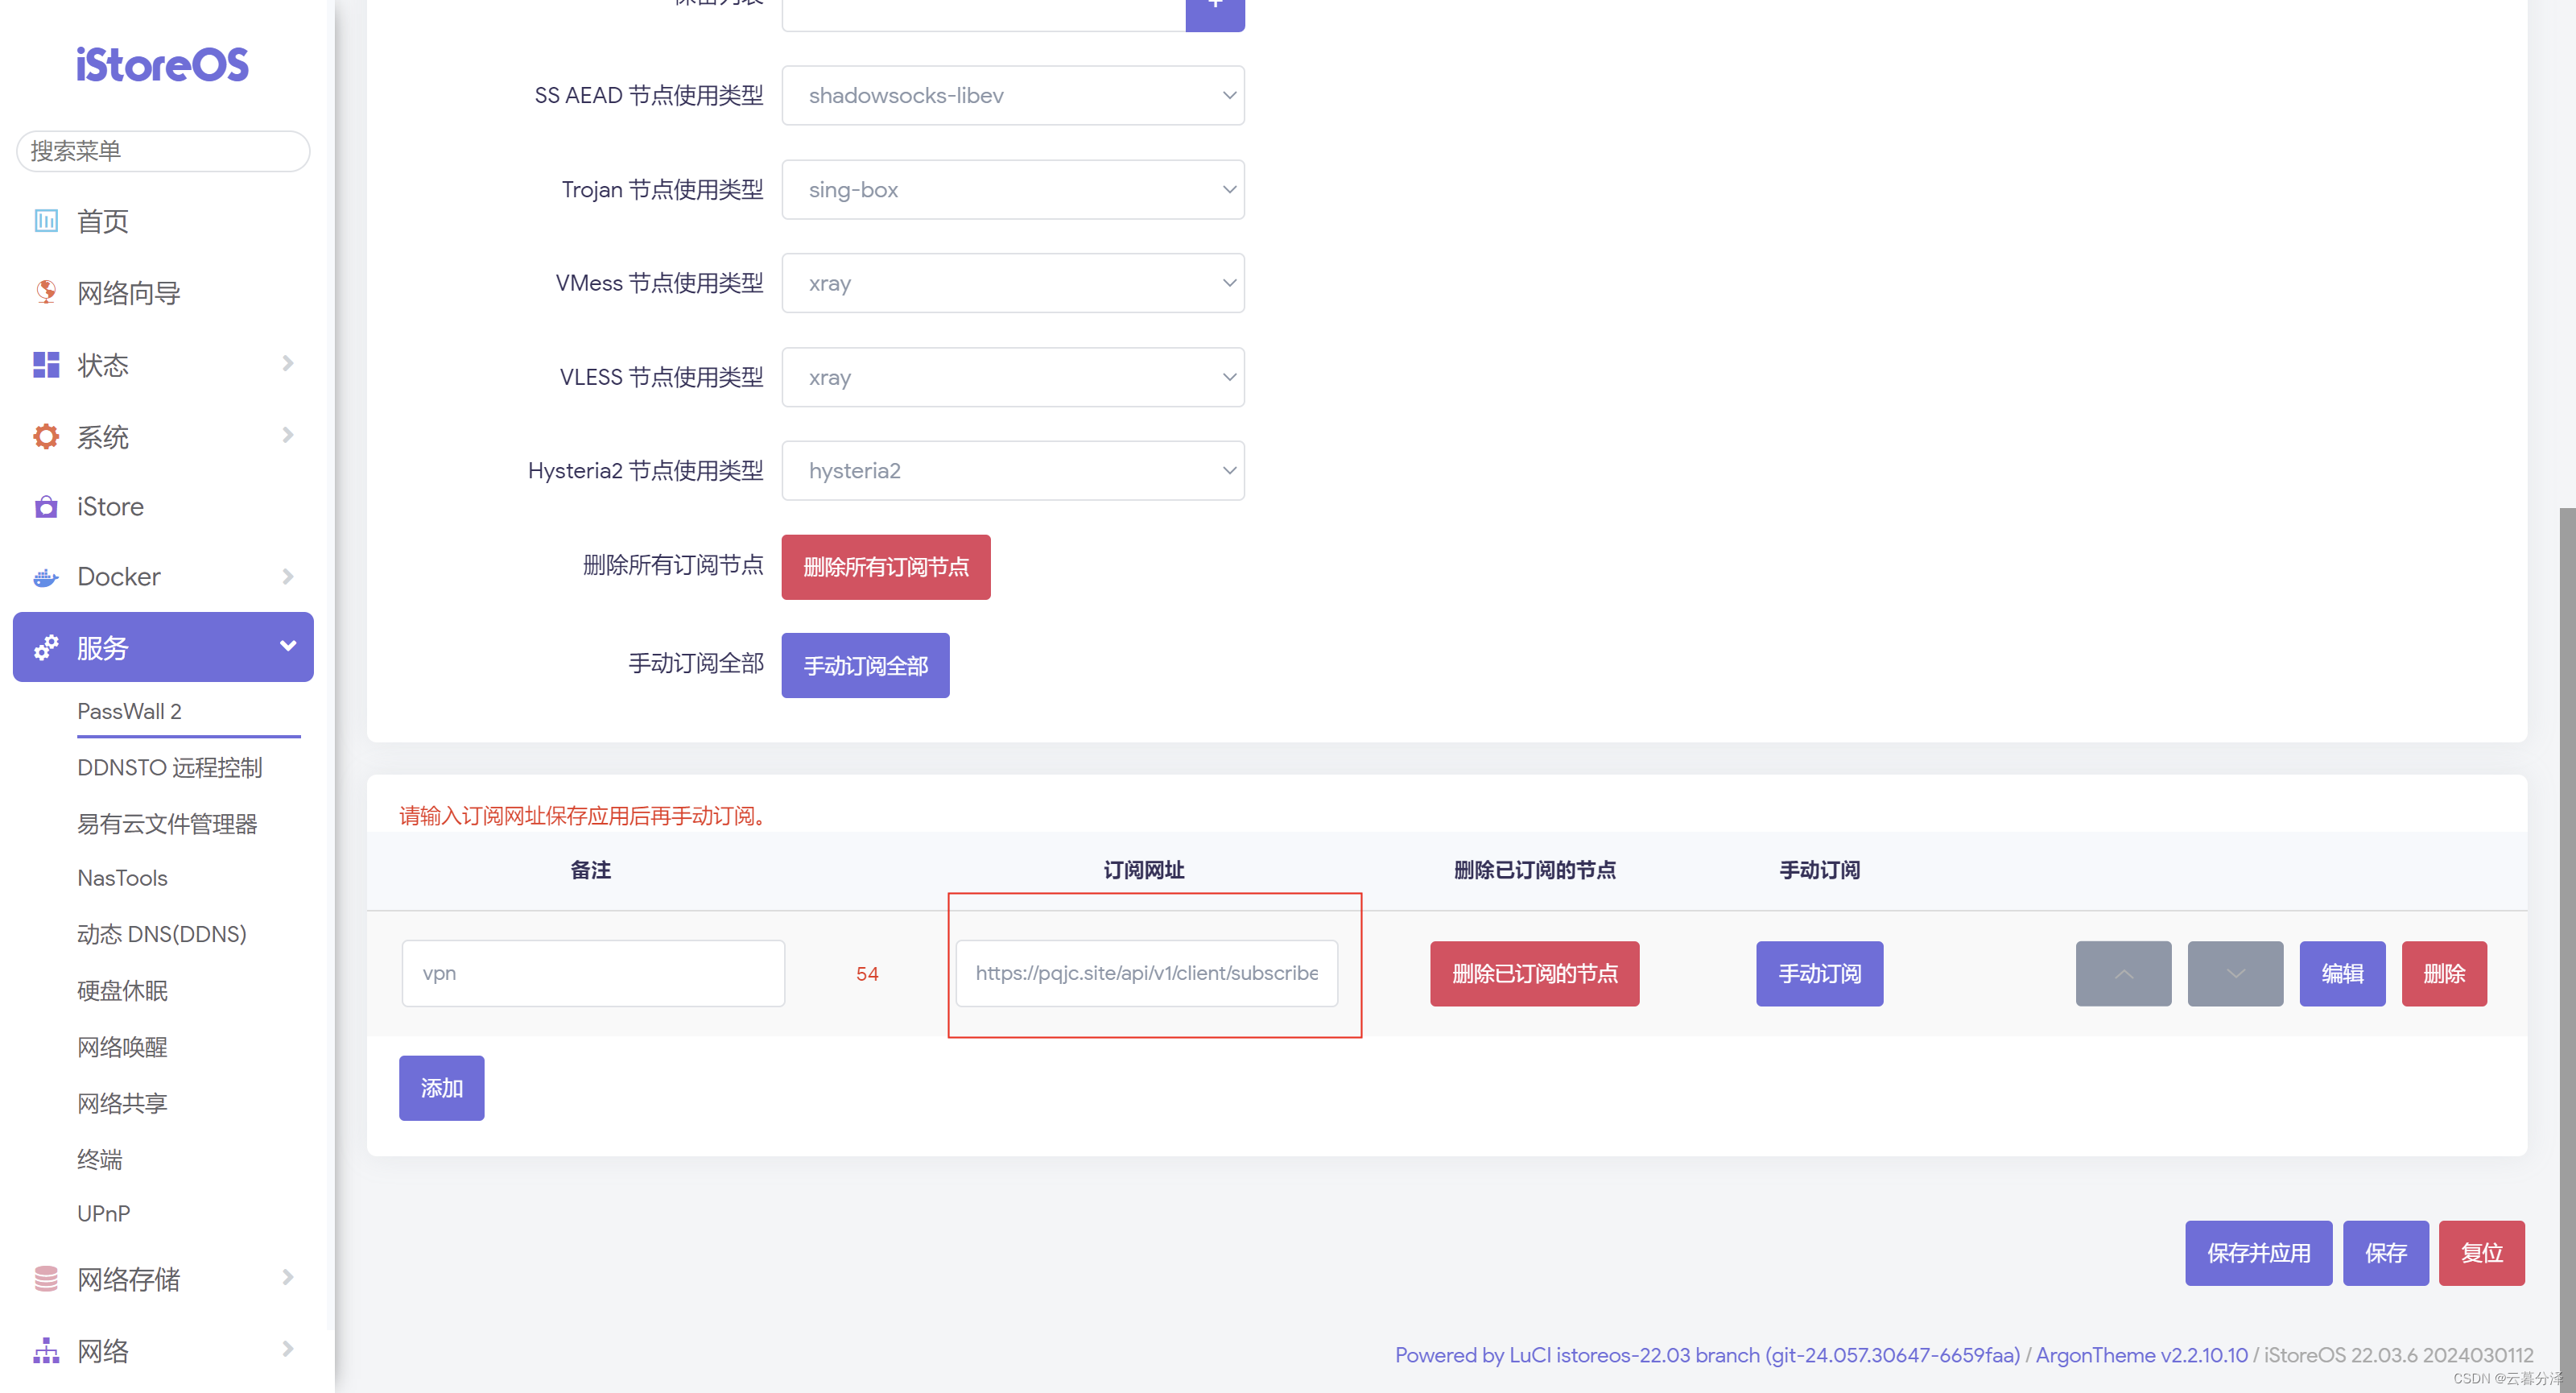 iStoreOS
搜索菜单
首页
网络向导
状态
系统
iStore
Docker
服务
PassWall 2
DDNSTO 远程控制
易有云文件管理器
NasTools
动态 DNS(DDNS)
硬盘休眠
网络唤醒
网络共享
终端
UPnP
网络存储
网络
SS AEAD 节点使用类型 shadowsocks-libev
Trojan 节点使用类型 sing-box
VMess 节点使用类型 xray
VLESS 节点使用类型 xray
Hysteria2 节点使用类型 hysteria2
删除所有订阅节点 删除所有订阅节点
手动订阅全部 手动订阅全部
请输入订阅网址保存应用后再手动订阅。
备注 订阅网址 删除已订阅的节点 手动订阅
vpn 54 https://pqjc.site/api/v1/client/subscribe 删除已订阅的节点 手动订阅 编辑 删除
添加
保存并应用 保存 复位
Powered by LuCI istoreos-22.03 branch (git-24.057.30647-6659faa) / ArgonTheme v2.2.10.10 / iStoreOS 22.03.6 2024030112
CSDN @云暮分泽